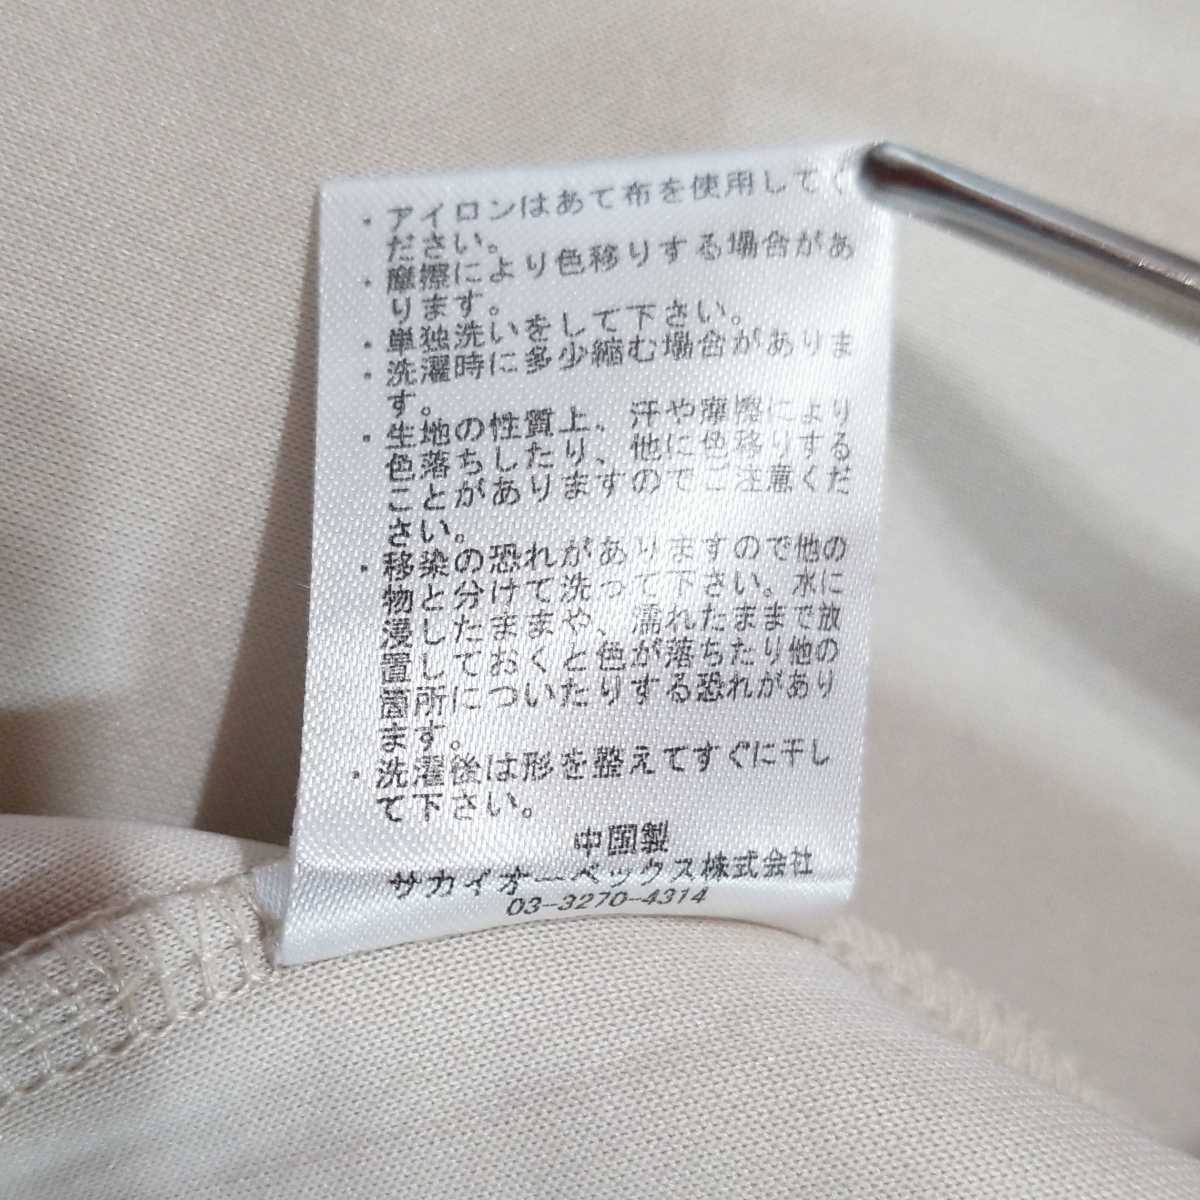 ・アイロンはあて布を使用してく
ださい。
・摩擦により色移りする場合があ
ります。
・単独洗いをして下さい。
・洗濯時に多少縮む場合がありま
す。
・生地の性質上、汗や摩擦により
色落ちしたり、他に色移りする
ことがありますのでご注意くだ
さい。
・移染の恐れがありますので他の
物と分けて洗って下さい。水に
浸したままや、濡れたままで放
置しておくと色が落ちたり他の
箇所についたりする恐れがあり
ます。
・洗濯後は形を整えてすぐに干し
て下さい。
中国製
サカイオーベックス株式会社
03-3270-4314